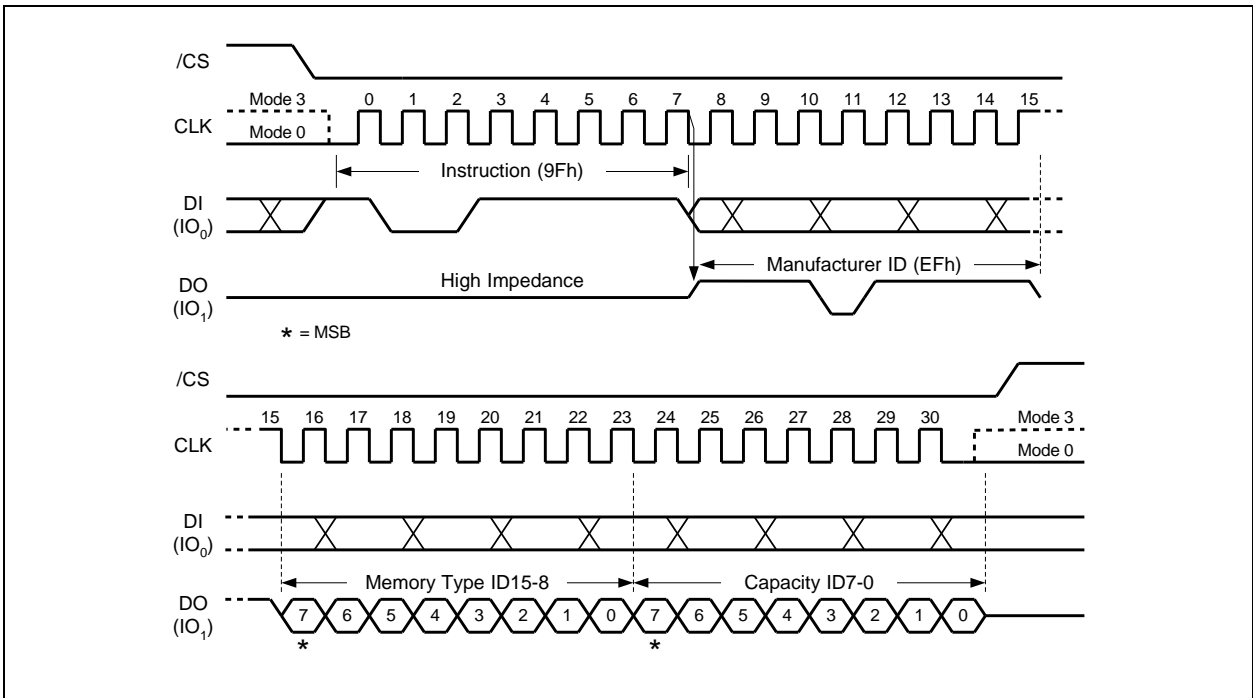 /CS
Mode 3 0 1 2 3 4 5 6 7 8 9 10 11 12 13 14 15
CLK
Mode 0
Instruction (9Fh)
DI
(IO₀)
Manufacturer ID (EFh)
High Impedance
DO
(IO₁)
* = MSB
/CS
15 16 17 18 19 20 21 22 23 24 25 26 27 28 29 30 Mode 3
CLK
Mode 0
DI
(IO₀)
Memory Type ID15-8 Capacity ID7-0
DO
(IO₁)
7 6 5 4 3 2 1 0 7 6 5 4 3 2 1 0
* *